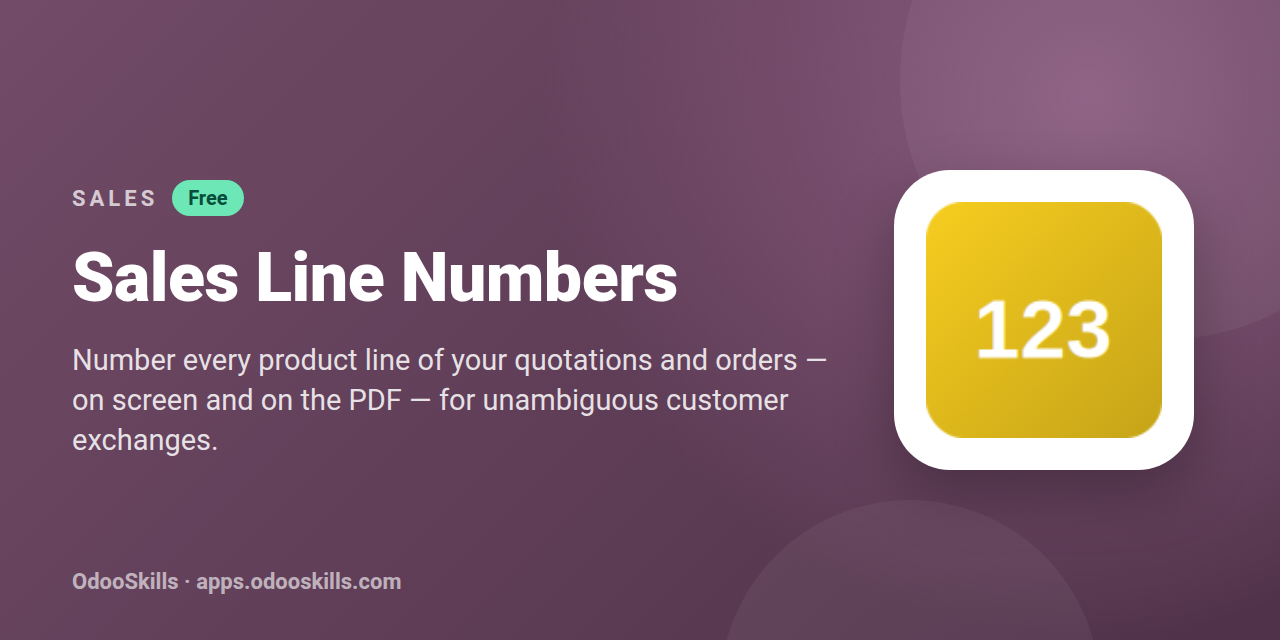 SALES Free
Sales Line Numbers
Number every product line of your quotations and orders —
on screen and on the PDF — for unambiguous customer
exchanges.
123
OdooSkills · apps.odooskills.com